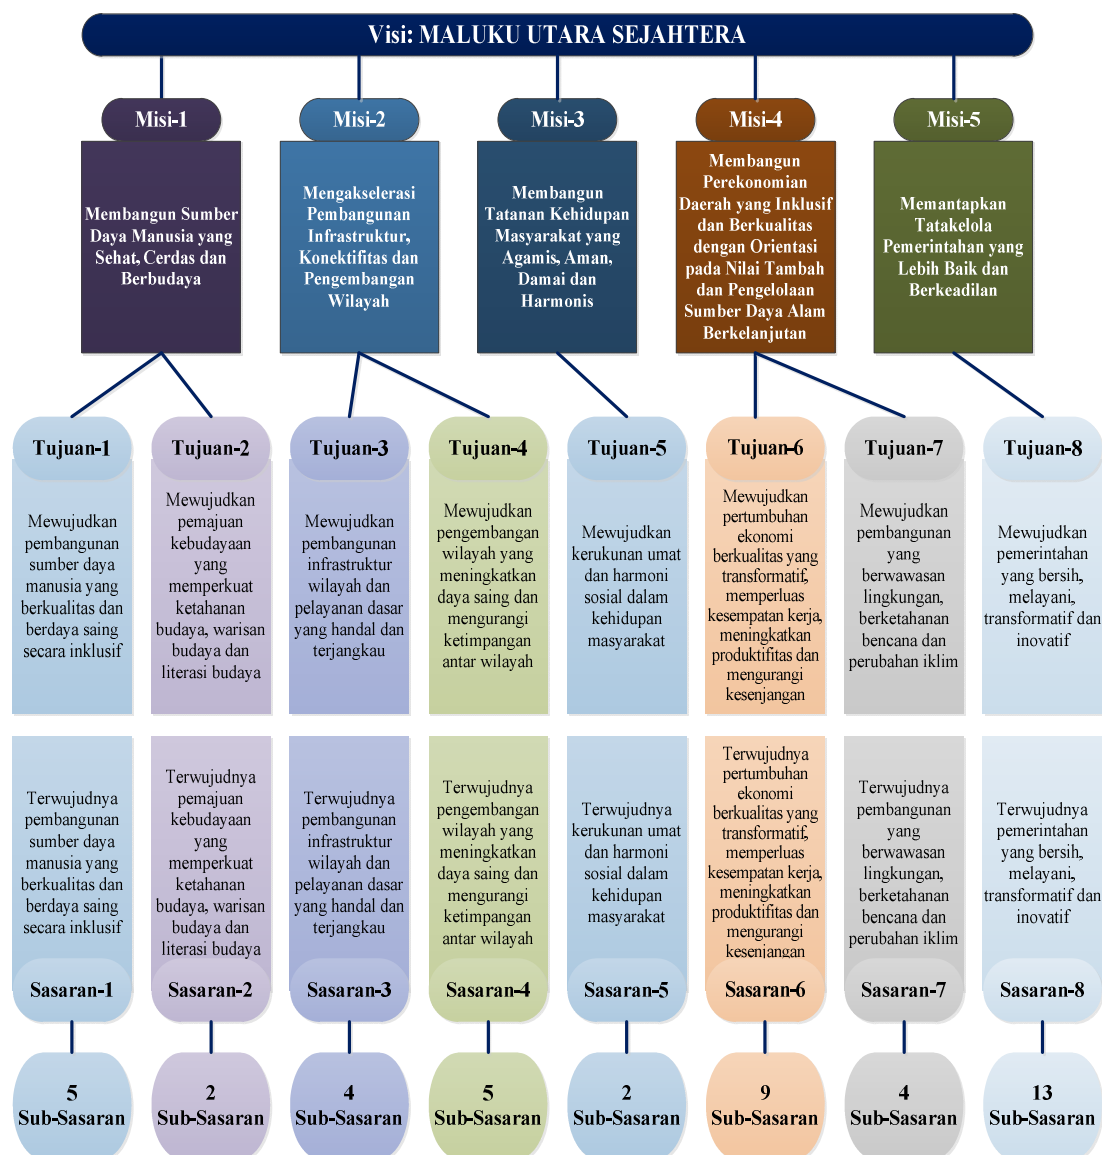 Visi: MALUKU UTARA SEJAHTERA
Misi-1
Membangun Sumber
Daya Manusia yang
Sehat, Cerdas dan
Berbudaya
Misi-2
Mengakselerasi
Pembangunan
Infrastruktur,
Konektifitas dan
Pengembangan
Wilayah
Misi-3
Membangun
Tatanan Kehidupan
Masyarakat yang
Agamis, Aman,
Damai dan
Harmonis
Misi-4
Membangun
Perekonomian
Daerah yang Inklusif
dan Berkualitas
dengan Orientasi
pada Nilai Tambah
dan Pengelolaan
Sumber Daya Alam
Berkelanjutan
Misi-5
Memantapkan
Tatakelola
Pemerintahan yang
Lebih Baik dan
Berkeadilan
Tujuan-1
Mewujudkan
pembangunan
sumber daya
manusia yang
berkualitas dan
berdaya saing
secara inklusif
Tujuan-2
Mewujudkan
pemajuan
kebudayaan
yang
memperkuat
ketahanan
budaya, warisan
budaya dan
literasi budaya
Tujuan-3
Mewujudkan
pembangunan
infrastruktur
wilayah dan
pelayanan dasar
yang handal dan
terjangkau
Tujuan-4
Mewujudkan
pengembangan
wilayah yang
meningkatkan
daya saing dan
mengurangi
ketimpangan
antar wilayah
Tujuan-5
Mewujudkan
kerukunan umat
dan harmoni
sosial dalam
kehidupan
masyarakat
Tujuan-6
Mewujudkan
pertumbuhan
ekonomi
berkualitas yang
transformatif,
memperluas
kesempatan kerja,
meningkatkan
produktifitas dan
mengurangi
kesenjangan
Tujuan-7
Mewujudkan
pembangunan
yang
berwawasan
lingkungan,
berketahanan
bencana dan
perubahan iklim
Tujuan-8
Mewujudkan
pemerintahan
yang bersih,
melayani,
transformatif dan
inovatif
Terwujudnya
pembangunan
sumber daya
manusia yang
berkualitas dan
berdaya saing
secara inklusif
Sasaran-1
Terwujudnya
pemajuan
kebudayaan
yang
memperkuat
ketahanan
budaya, warisan
budaya dan
literasi budaya
Sasaran-2
Terwujudnya
pembangunan
infrastruktur
wilayah dan
pelayanan dasar
yang handal dan
terjangkau
Sasaran-3
Terwujudnya
pengembangan
wilayah yang
meningkatkan
daya saing dan
mengurangi
ketimpangan
antar wilayah
Sasaran-4
Terwujudnya
kerukunan umat
dan harmoni
sosial dalam
kehidupan
masyarakat
Sasaran-5
Terwujudnya
pertumbuhan
ekonomi
berkualitas yang
transformatif,
memperluas
kesempatan kerja,
meningkatkan
produktifitas dan
mengurangi
kesenjangan
Sasaran-6
Terwujudnya
pembangunan
yang
berwawasan
lingkungan,
berketahanan
bencana dan
perubahan iklim
Sasaran-7
Terwujudnya
pemerintahan
yang bersih,
melayani,
transformatif dan
inovatif
Sasaran-8
5
Sub-Sasaran
2
Sub-Sasaran
4
Sub-Sasaran
5
Sub-Sasaran
2
Sub-Sasaran
9
Sub-Sasaran
4
Sub-Sasaran
13
Sub-Sasaran